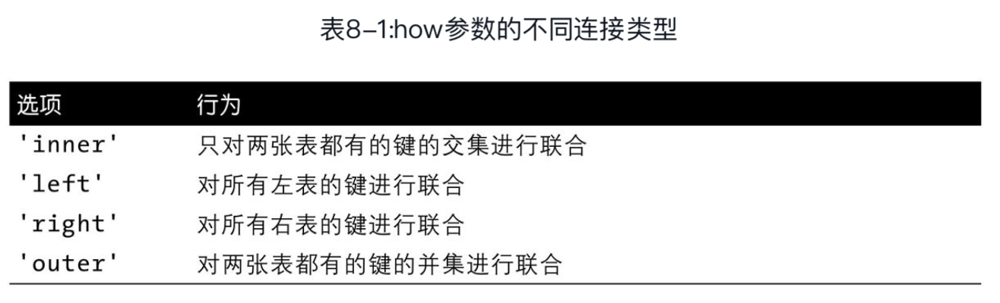 表8-1:how参数的不同连接类型
选项 行为
'inner' 只对两张表都有的键的交集进行联合
'left' 对所有左表的键进行联合
'right' 对所有右表的键进行联合
'outer' 对两张表都有的键的并集进行联合